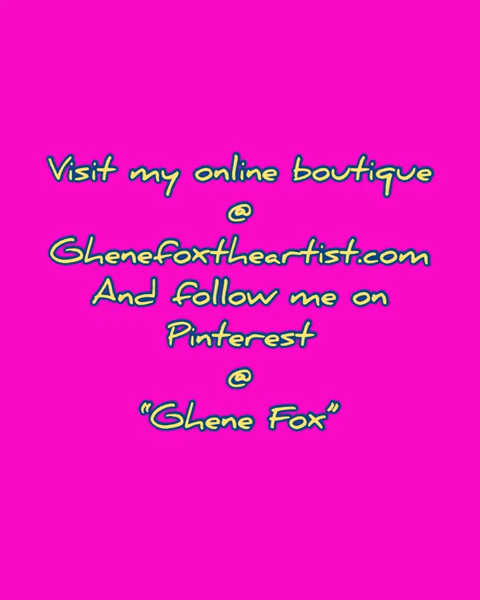 Visit my online boutique
@
Ghenefoxtheartist.com
And follow me on
Pinterest
@
"Ghene Fox"